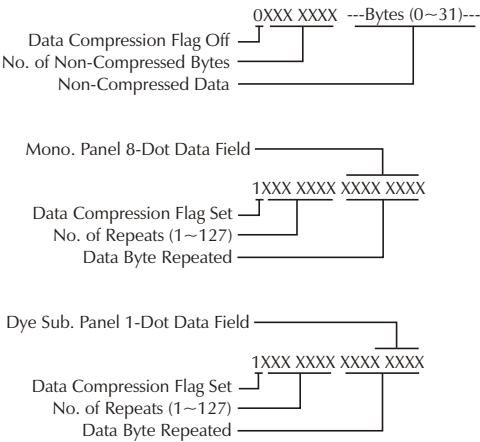 0XXX XXXX ---Bytes (0~31)---
Data Compression Flag Off
No. of Non-Compressed Bytes
Non-Compressed Data
Mono. Panel 8-Dot Data Field
1XXX XXXX XXXX XXXX
Data Compression Flag Set
No. of Repeats (1~127)
Data Byte Repeated
Dye Sub. Panel 1-Dot Data Field
1XXX XXXX XXXX XXXX
Data Compression Flag Set
No. of Repeats (1~127)
Data Byte Repeated